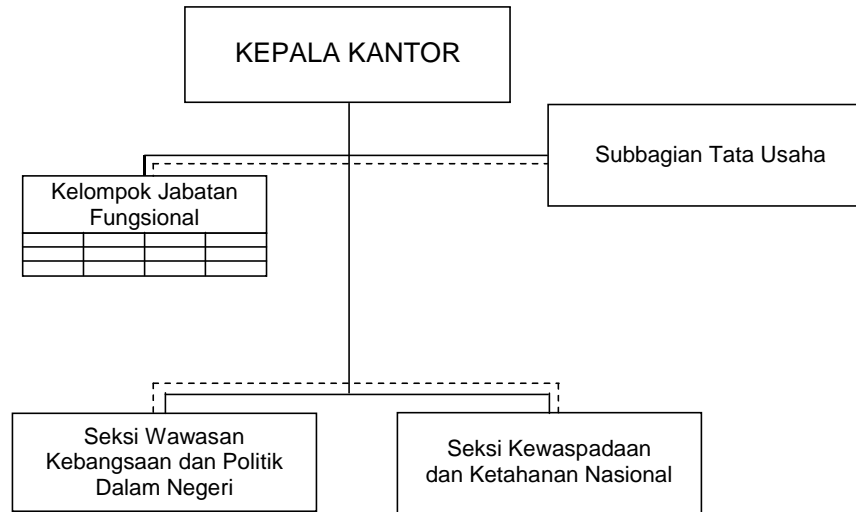 KEPALA KANTOR
Subbagian Tata Usaha
Kelompok Jabatan
Fungsional
Seksi Wawasan
Kebangsaan dan Politik
Dalam Negeri
Seksi Kewaspadaan
dan Ketahanan Nasional